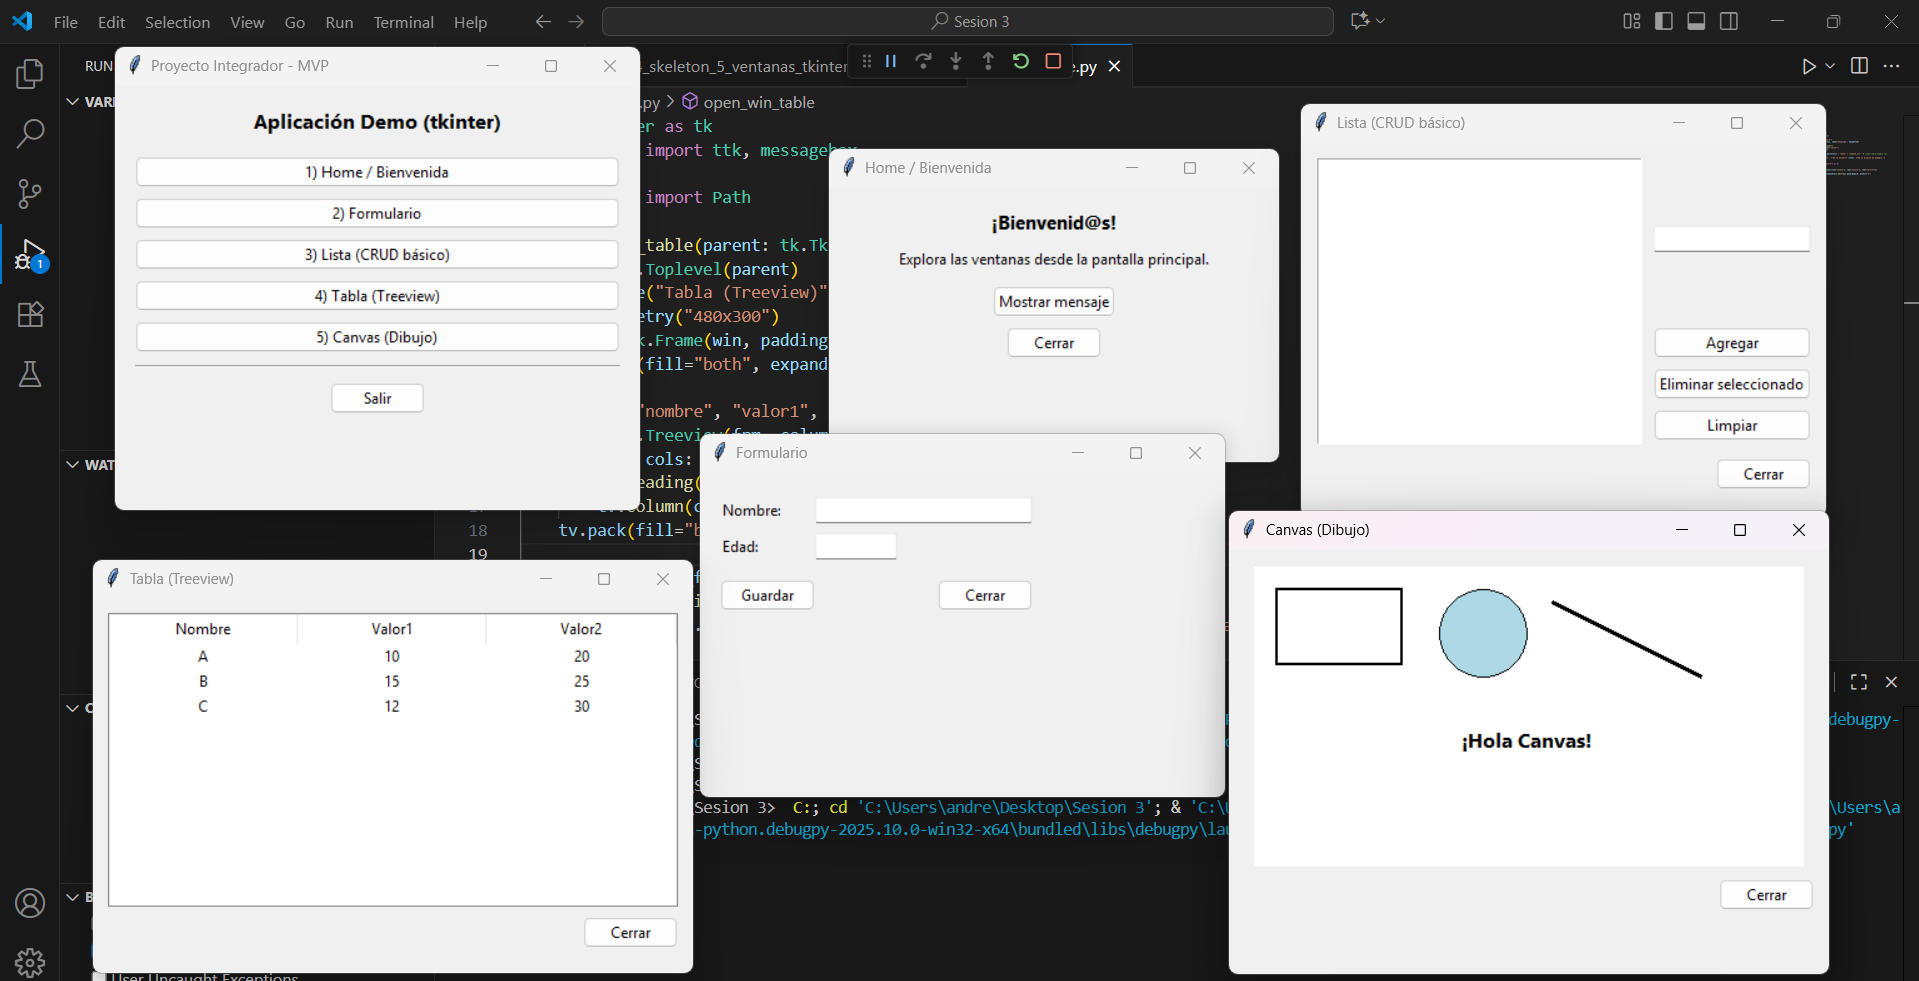 File Edit Selection View Go Run Terminal Help
Sesion 3
RUN
_skeleton_5_ventanas_tkinter
.py
VAR
.py > open_win_table
er as tk
import ttk, messagebox
import Path
_table(parent: tk.Tk
.Toplevel(parent)
e("Tabla (Treeview)"
etry("480x300")
k.Frame(win, padding
(fill="both", expand
"nombre", "valor1",
.Treeview(frm, colum
cols:
eading(
tv.column(c
18 tv.pack(fill="b
19
WAT
Proyecto Integrador - MVP
Aplicación Demo (tkinter)
1) Home / Bienvenida
2) Formulario
3) Lista (CRUD básico)
4) Tabla (Treeview)
5) Canvas (Dibujo)
Salir
Home / Bienvenida
¡Bienvenid@s!
Explora las ventanas desde la pantalla principal.
Mostrar mensaje
Cerrar
Lista (CRUD básico)
Agregar
Eliminar seleccionado
Limpiar
Cerrar
Formulario
Nombre:
Edad:
Guardar Cerrar
Tabla (Treeview)
Nombre Valor1 Valor2
A 10 20
B 15 25
C 12 30
Cerrar
Canvas (Dibujo)
¡Hola Canvas!
Cerrar
debugpy-
Sesion 3> C:; cd 'C:\Users\andre\Desktop\Sesion 3'; & 'C:\U
\Users\a
-python.debugpy-2025.10.0-win32-x64\bundled\libs\debugpy\lau
py'
User Uncaught Exceptions
1